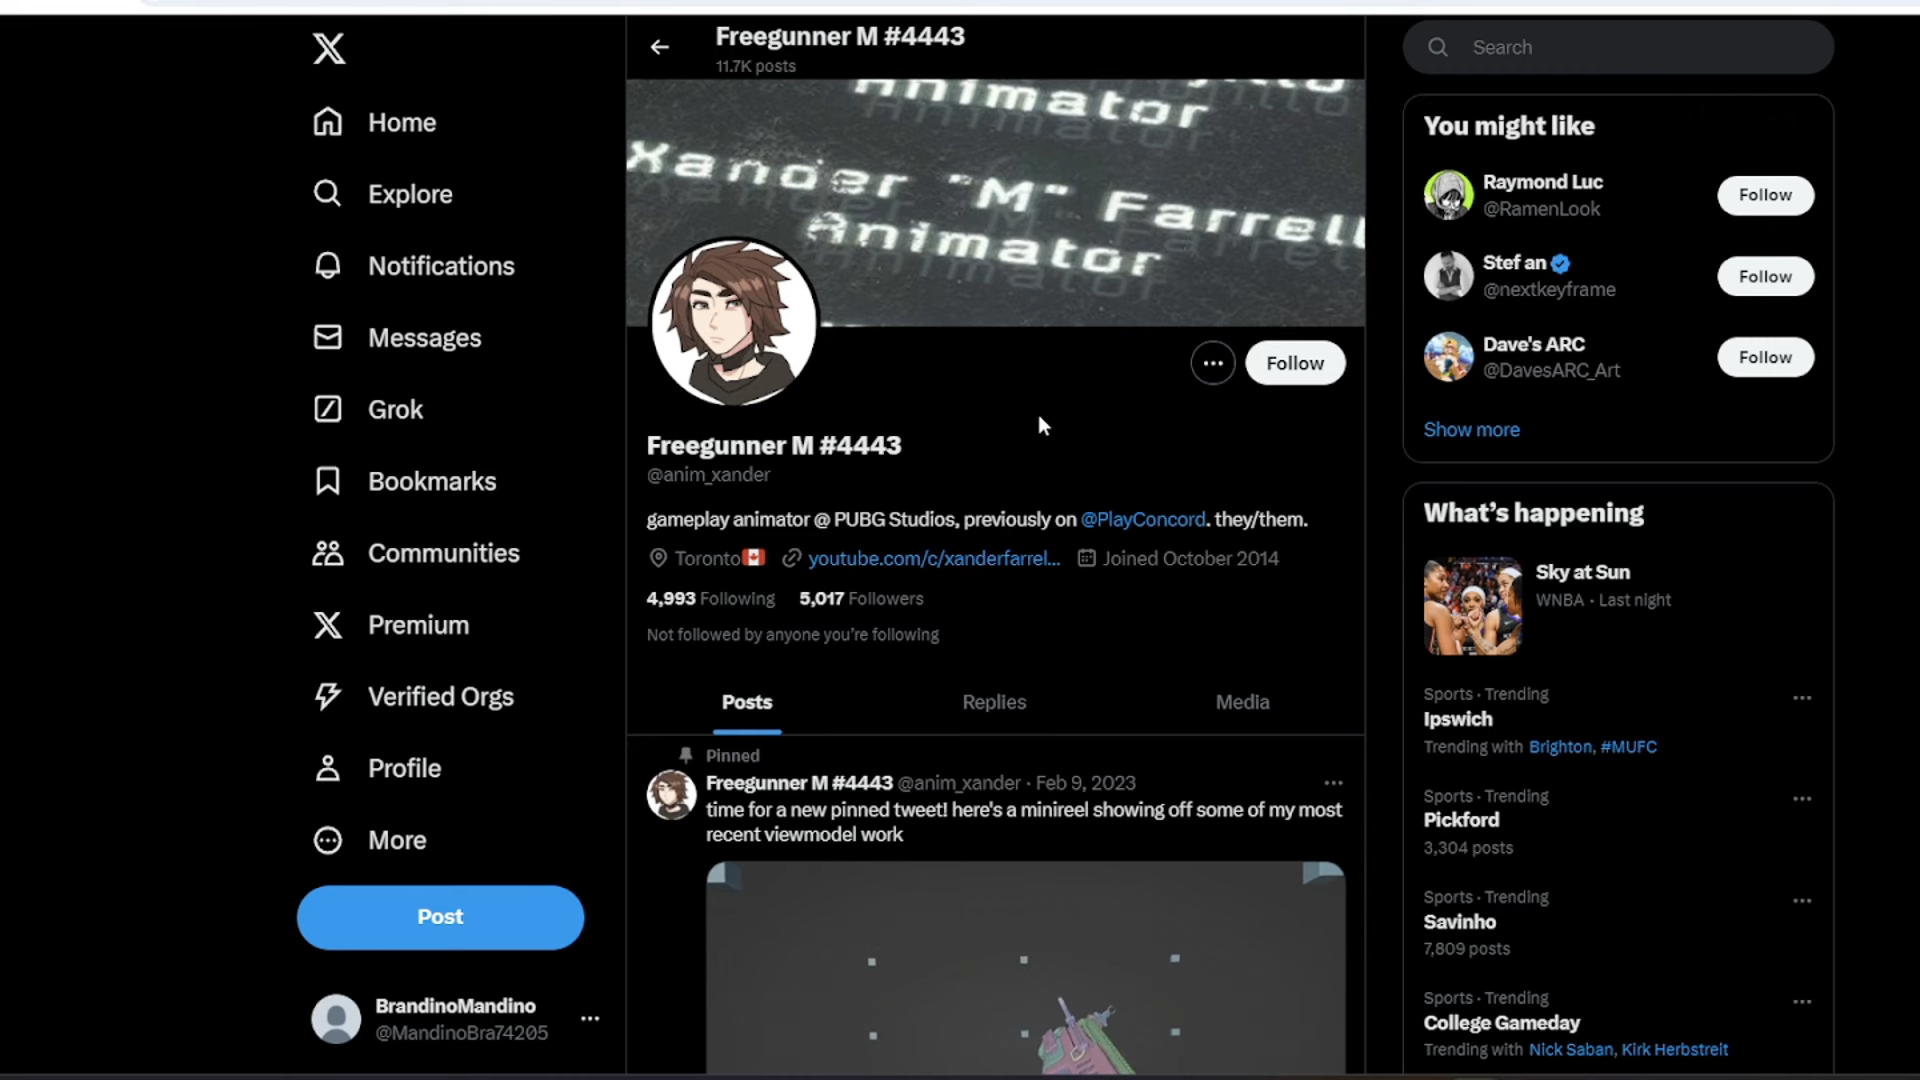 Home
Explore
Notifications
Messages
Grok
Bookmarks
Communities
Premium
Verified Orgs
Profile
More
Post
BrandinoMandino
@MandinoBra74205
Freegunner M #4443
11.7K posts
Animator
Xander "M" Farrell
Animator
Follow
Freegunner M #4443
@anim_xander
gameplay animator @ PUBG Studios, previously on @PlayConcord. they/them.
Toronto🇨🇦 youtube.com/c/xanderfarrel... Joined October 2014
4,993 Following 5,017 Followers
Not followed by anyone you're following
Posts Replies Media
Pinned
Freegunner M #4443 @anim_xander · Feb 9, 2023
time for a new pinned tweet! here's a minireel showing off some of my most
recent viewmodel work
Search
You might like
Raymond Luc
@RamenLook
Follow
Stef an
@nextkeyframe
Follow
Dave's ARC
@DavesARC_Art
Follow
Show more
What's happening
Sky at Sun
WNBA · Last night
Sports · Trending
Ipswich
Trending with Brighton, #MUFC
Sports · Trending
Pickford
3,304 posts
Sports · Trending
Savinho
7,809 posts
Sports · Trending
College Gameday
Trending with Nick Saban, Kirk Herbstreit